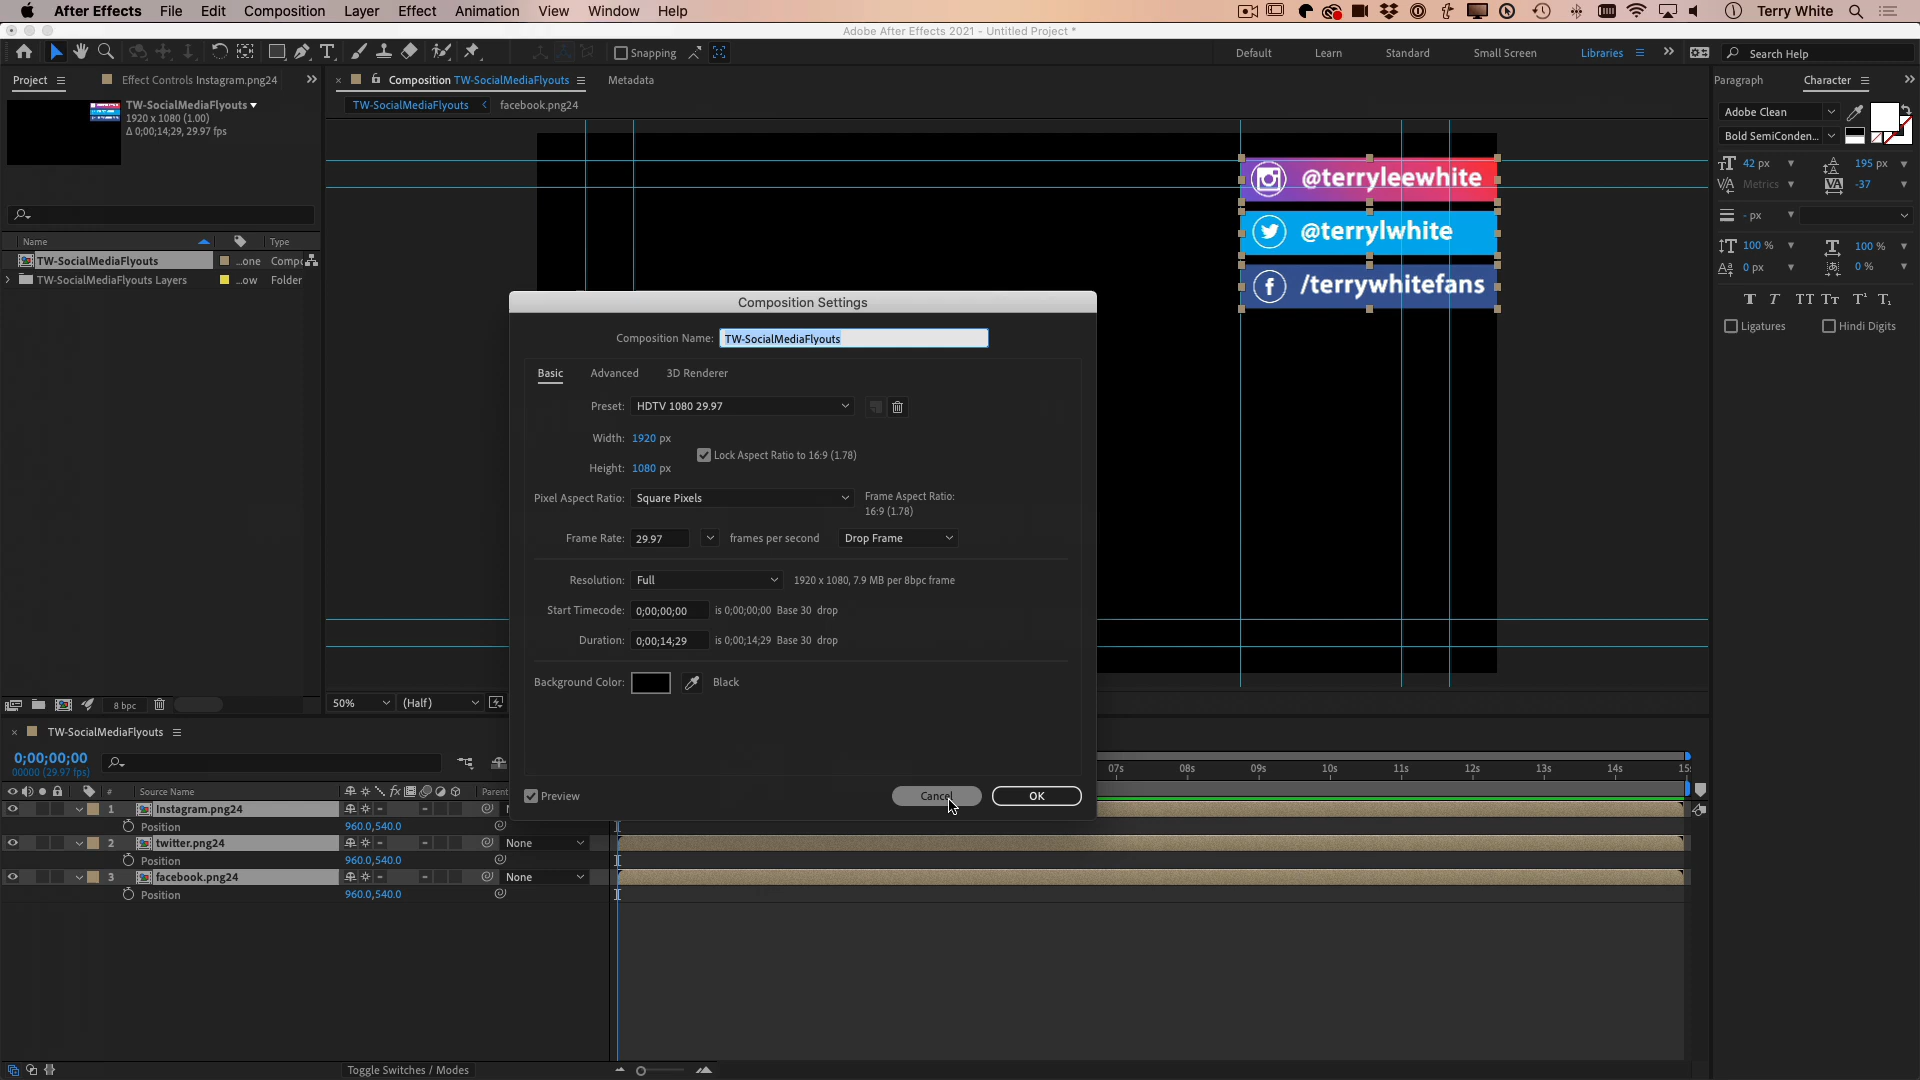 After Effects File Edit Composition Layer Effect Animation View Window Help Terry White
Adobe After Effects 2021 - Untitled Project *
Snapping Default Learn Standard Small Screen Libraries Search Help
Project Effect Controls Instagram.png24 Composition TW-SocialMediaFlyouts Metadata Paragraph Character
TW-SocialMediaFlyouts
1920 x 1080 (1.00)
Δ 0;00;14;29, 29.97 fps
TW-SocialMediaFlyouts facebook.png24
Adobe Clean
Bold SemiConden...
42 px 195 px
Metrics -37
- px
100 % 100 %
0 px 0 %
Ligatures Hindi Digits
@terryleewhite
@terrylwhite
/terrywhitefans
Name Type
TW-SocialMediaFlyouts ...one Comp
TW-SocialMediaFlyouts Layers ...ow Folder
Composition Settings
Composition Name: TW-SocialMediaFlyouts
Basic Advanced 3D Renderer
Preset: HDTV 1080 29.97
Width: 1920 px
Lock Aspect Ratio to 16:9 (1.78)
Height: 1080 px
Pixel Aspect Ratio: Square Pixels Frame Aspect Ratio:
16:9 (1.78)
Frame Rate: 29.97 frames per second Drop Frame
Resolution: Full 1920 x 1080, 7.9 MB per 8bpc frame
Start Timecode: 0;00;00;00 is 0;00;00;00 Base 30 drop
Duration: 0;00;14;29 is 0;00;14;29 Base 30 drop
Background Color: Black
Preview Cancel OK
8 bpc 50% (Half)
TW-SocialMediaFlyouts
0;00;00;00
00000 (29.97 fps)
07s 08s 09s 10s 11s 12s 13s 14s 15s
# Source Name Parent
1 Instagram.png24
Position 960.0,540.0
2 twitter.png24 None
Position 960.0,540.0
3 facebook.png24 None
Position 960.0,540.0
Toggle Switches / Modes